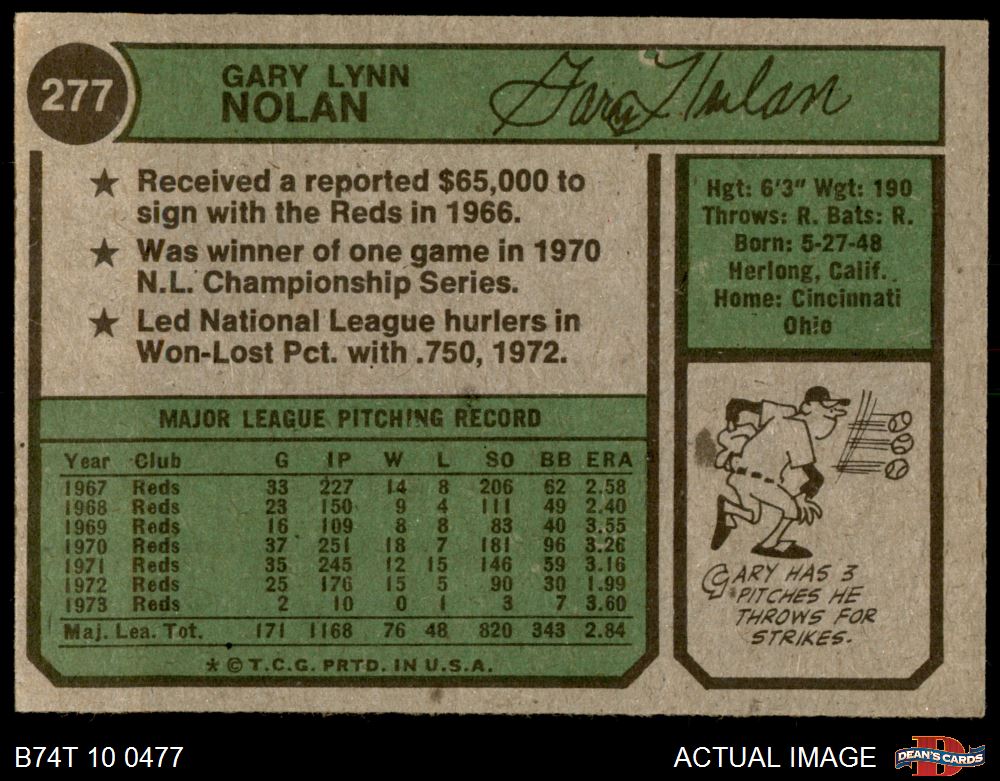 277
GARY LYNN
NOLAN
Gary Nolan
★ Received a reported $65,000 to
sign with the Reds in 1966.
★ Was winner of one game in 1970
N.L. Championship Series.
★ Led National League hurlers in
Won-Lost Pct. with .750, 1972.
Hgt: 6'3" Wgt: 190
Throws: R. Bats: R.
Born: 5-27-48
Herlong, Calif.
Home: Cincinnati
Ohio
MAJOR LEAGUE PITCHING RECORD
Year Club G IP W L SO BB ERA
1967 Reds 33 227 14 8 206 62 2.58
1968 Reds 23 150 9 4 111 49 2.40
1969 Reds 16 109 8 8 83 40 3.55
1970 Reds 37 251 18 7 181 96 3.26
1971 Reds 35 245 12 15 146 59 3.16
1972 Reds 25 176 15 5 90 30 1.99
1973 Reds 2 10 0 1 3 7 3.60
Maj. Lea. Tot. 171 1168 76 48 820 343 2.84
* © T.C.G. PRTD. IN U.S.A.
GARY HAS 3
PITCHES HE
THROWS FOR
STRIKES.
B74T 10 0477
ACTUAL IMAGE
D
DEAN'S CARDS